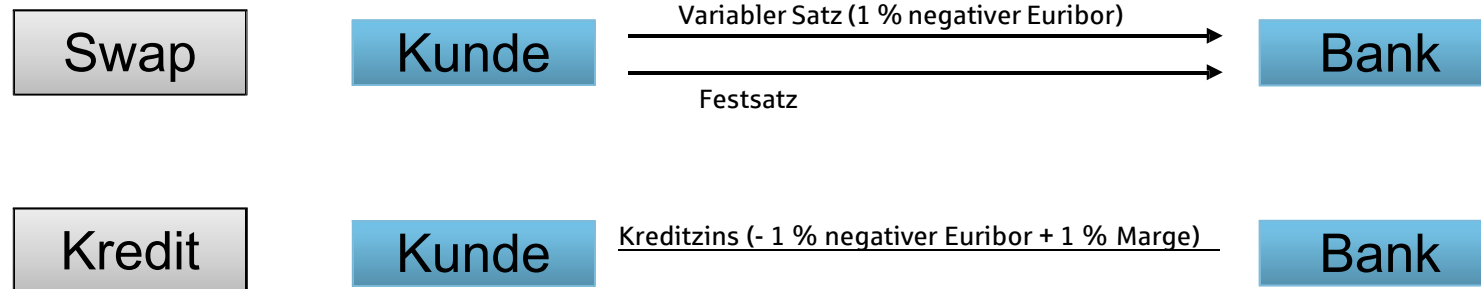 Variabler Satz (1 % negativer Euribor)
Swap
Kunde
Bank
Festsatz
Kredit
Kunde
Kreditzins (- 1 % negativer Euribor + 1 % Marge)
Bank